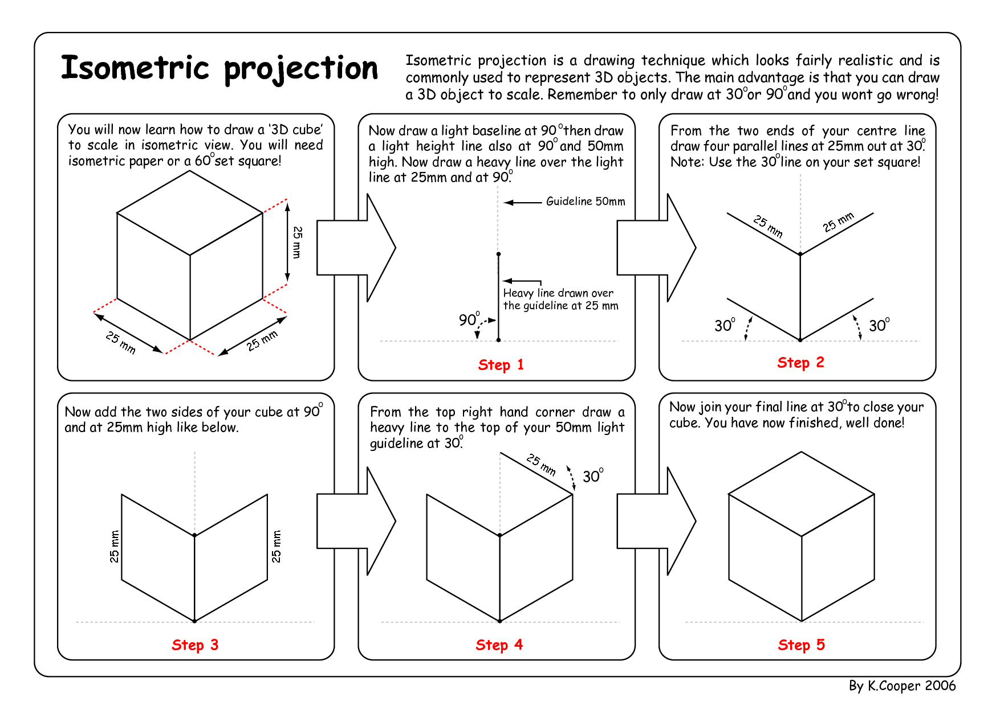 Isometric projection
Isometric projection is a drawing technique which looks fairly realistic and is
commonly used to represent 3D objects. The main advantage is that you can draw
a 3D object to scale. Remember to only draw at 30°or 90°and you wont go wrong!
You will now learn how to draw a '3D cube'
to scale in isometric view. You will need
isometric paper or a 60°set square!
25 mm
25 mm
25 mm
Now draw a light baseline at 90°then draw
a light height line also at 90°and 50mm
high. Now draw a heavy line over the light
line at 25mm and at 90°.
Guideline 50mm
Heavy line drawn over
the guideline at 25 mm
90°
Step 1
From the two ends of your centre line
draw four parallel lines at 25mm out at 30°.
Note: Use the 30°line on your set square!
25 mm
25 mm
30°
30°
Step 2
Now add the two sides of your cube at 90°
and at 25mm high like below.
25 mm
25 mm
Step 3
From the top right hand corner draw a
heavy line to the top of your 50mm light
guideline at 30°.
25 mm
30°
Step 4
Now join your final line at 30°to close your
cube. You have now finished, well done!
Step 5
By K.Cooper 2006